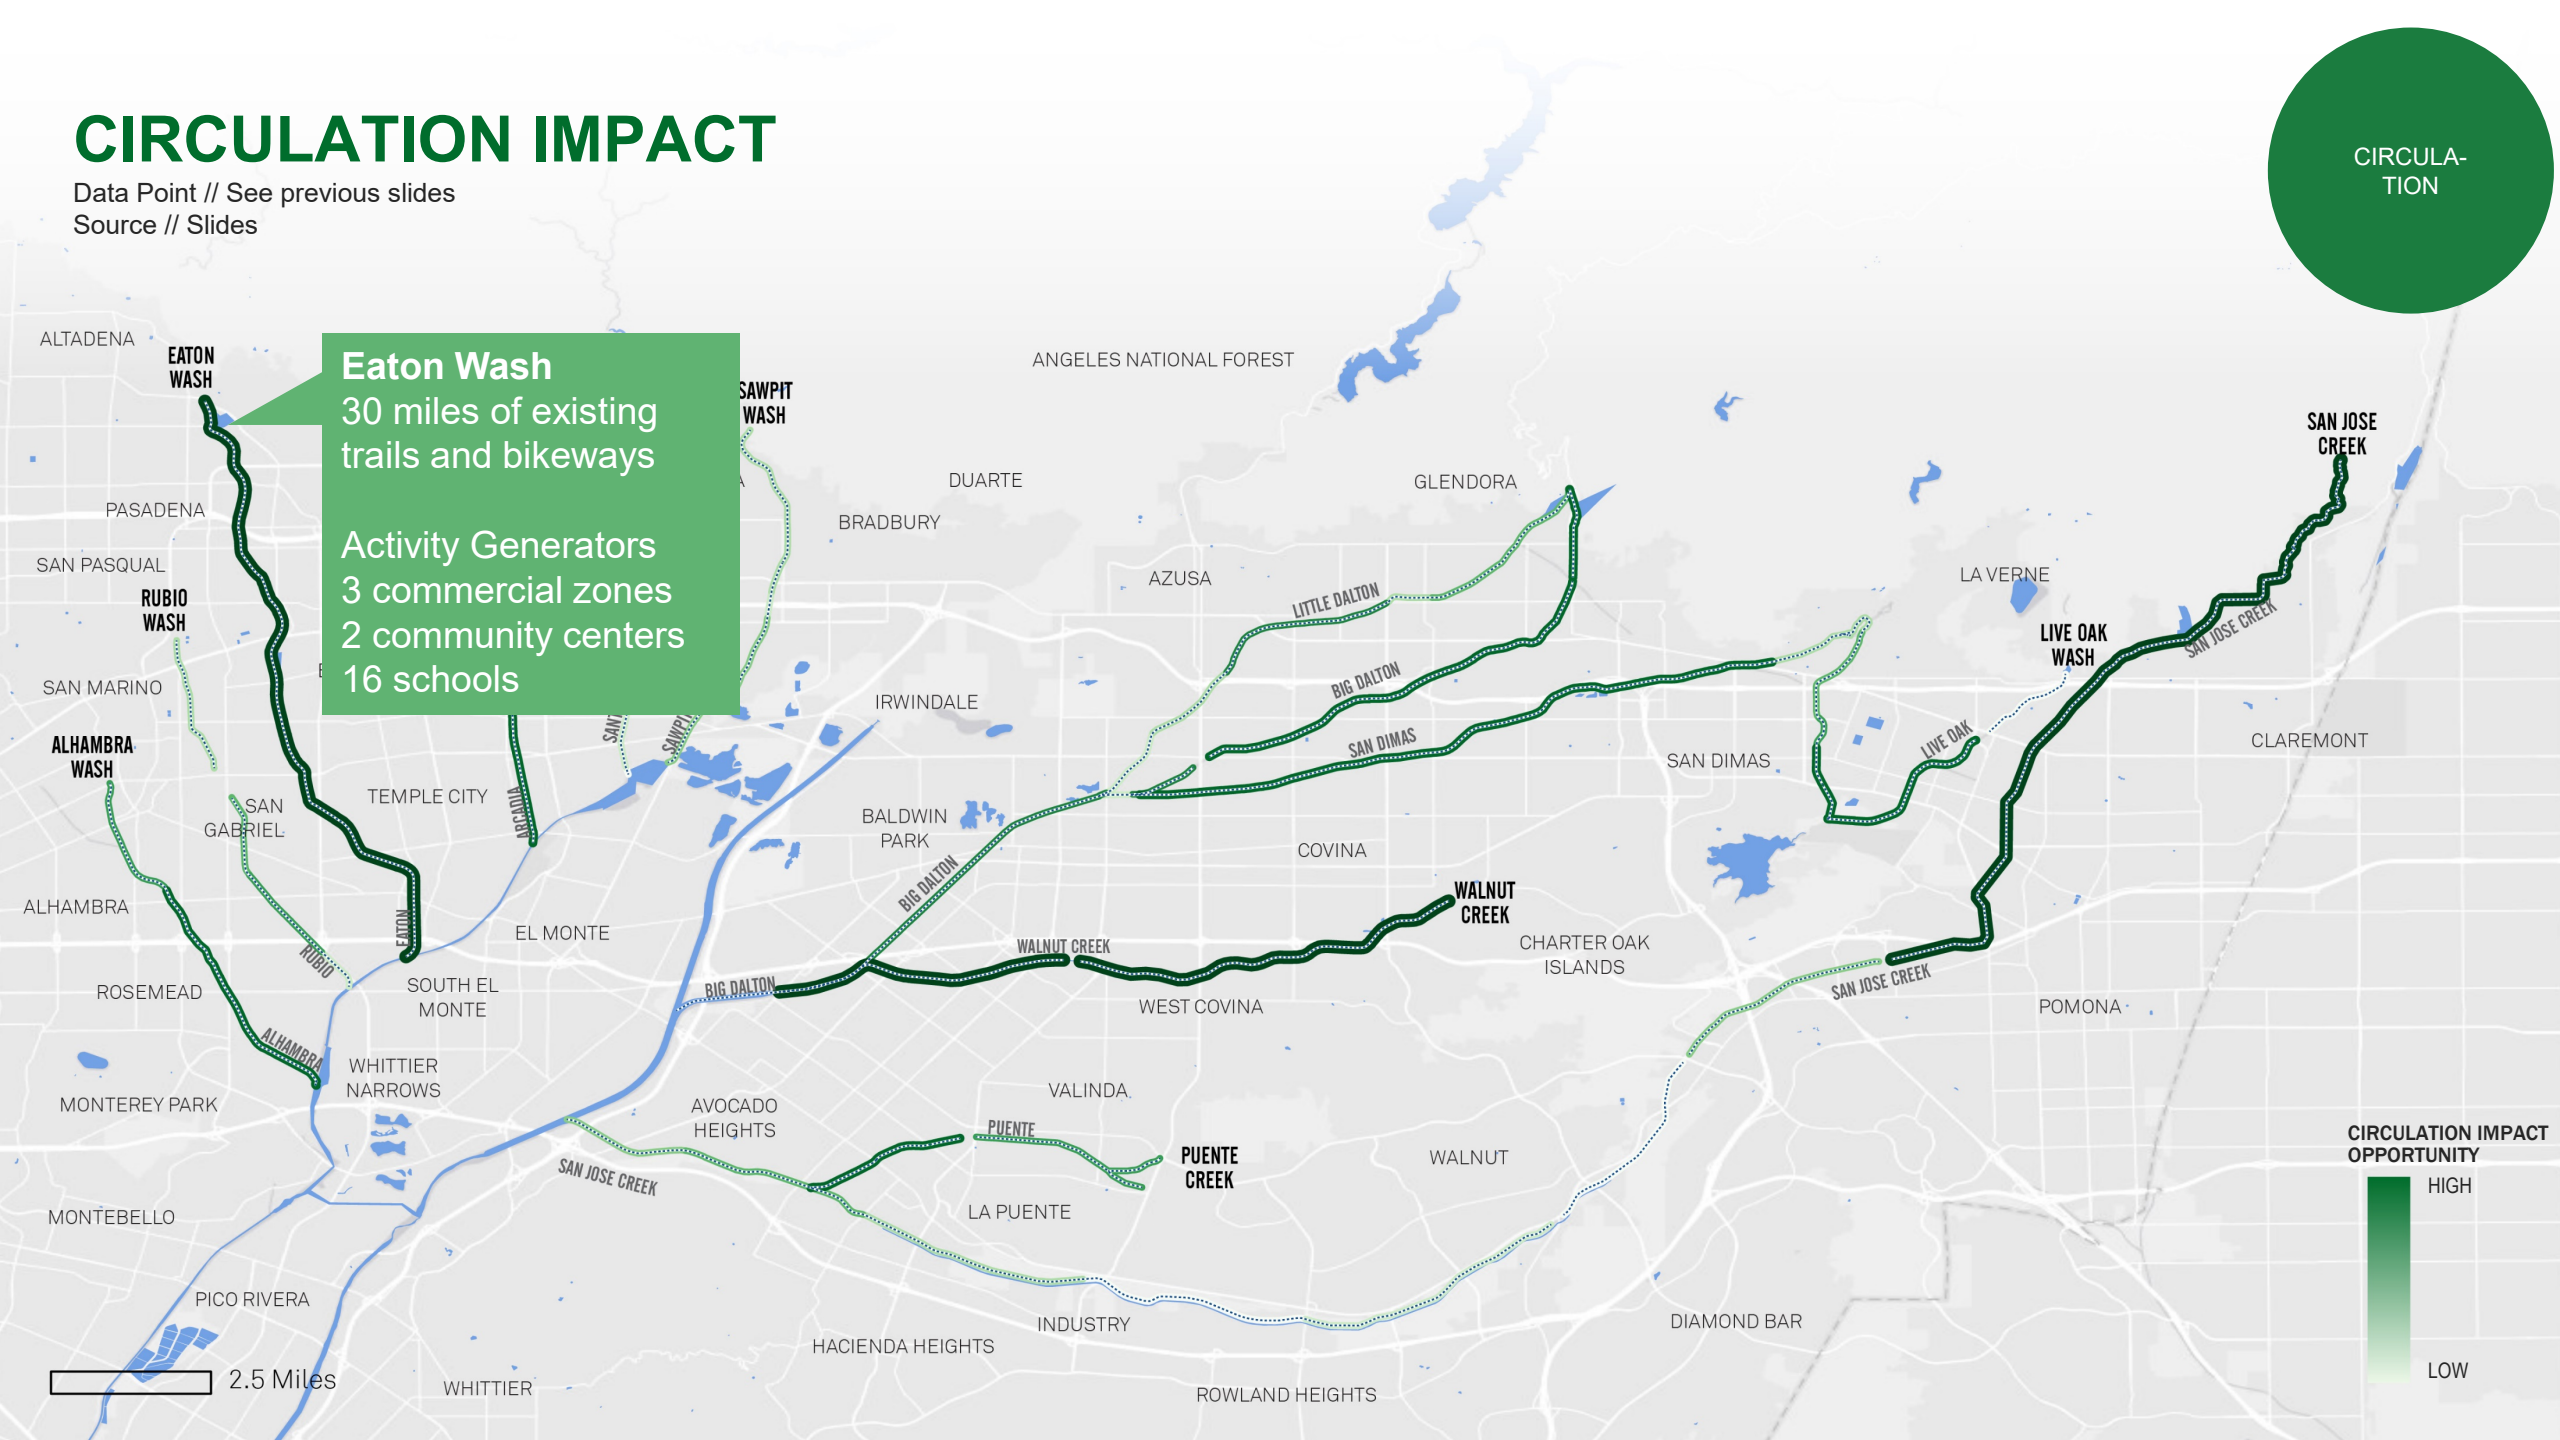 CIRCULATION IMPACT
Data Point // See previous slides
Source // Slides
CIRCULA-
TION
ALTADENA
EATON
WASH
Eaton Wash
30 miles of existing
trails and bikeways
Activity Generators
3 commercial zones
2 community centers
16 schools
SAWPIT
WASH
ANGELES NATIONAL FOREST
SAN JOSE
CREEK
DUARTE
GLENDORA
PASADENA
BRADBURY
SAN PASQUAL
AZUSA
LA VERNE
RUBIO
WASH
LITTLE DALTON
SAN JOSE CREEK
LIVE OAK
WASH
SAN MARINO
BIG DALTON
IRWINDALE
ALHAMBRA
WASH
SAN DIMAS
LIVE OAK
SAN DIMAS
CLAREMONT
TEMPLE CITY
ARCADIA
SAN
GABRIEL
BALDWIN
PARK
COVINA
BIG DALTON
WALNUT
CREEK
ALHAMBRA
EATON
EL MONTE
WALNUT CREEK
CHARTER OAK
ISLANDS
RUBIO
ROSEMEAD
SOUTH EL
MONTE
BIG DALTON
WEST COVINA
SAN JOSE CREEK
POMONA
ALHAMBRA
WHITTIER
NARROWS
MONTEREY PARK
AVOCADO
HEIGHTS
VALINDA
PUENTE
PUENTE
CREEK
WALNUT
SAN JOSE CREEK
CIRCULATION IMPACT
OPPORTUNITY
HIGH
LOW
MONTEBELLO
LA PUENTE
PICO RIVERA
INDUSTRY
DIAMOND BAR
HACIENDA HEIGHTS
2.5 Miles
WHITTIER
ROWLAND HEIGHTS